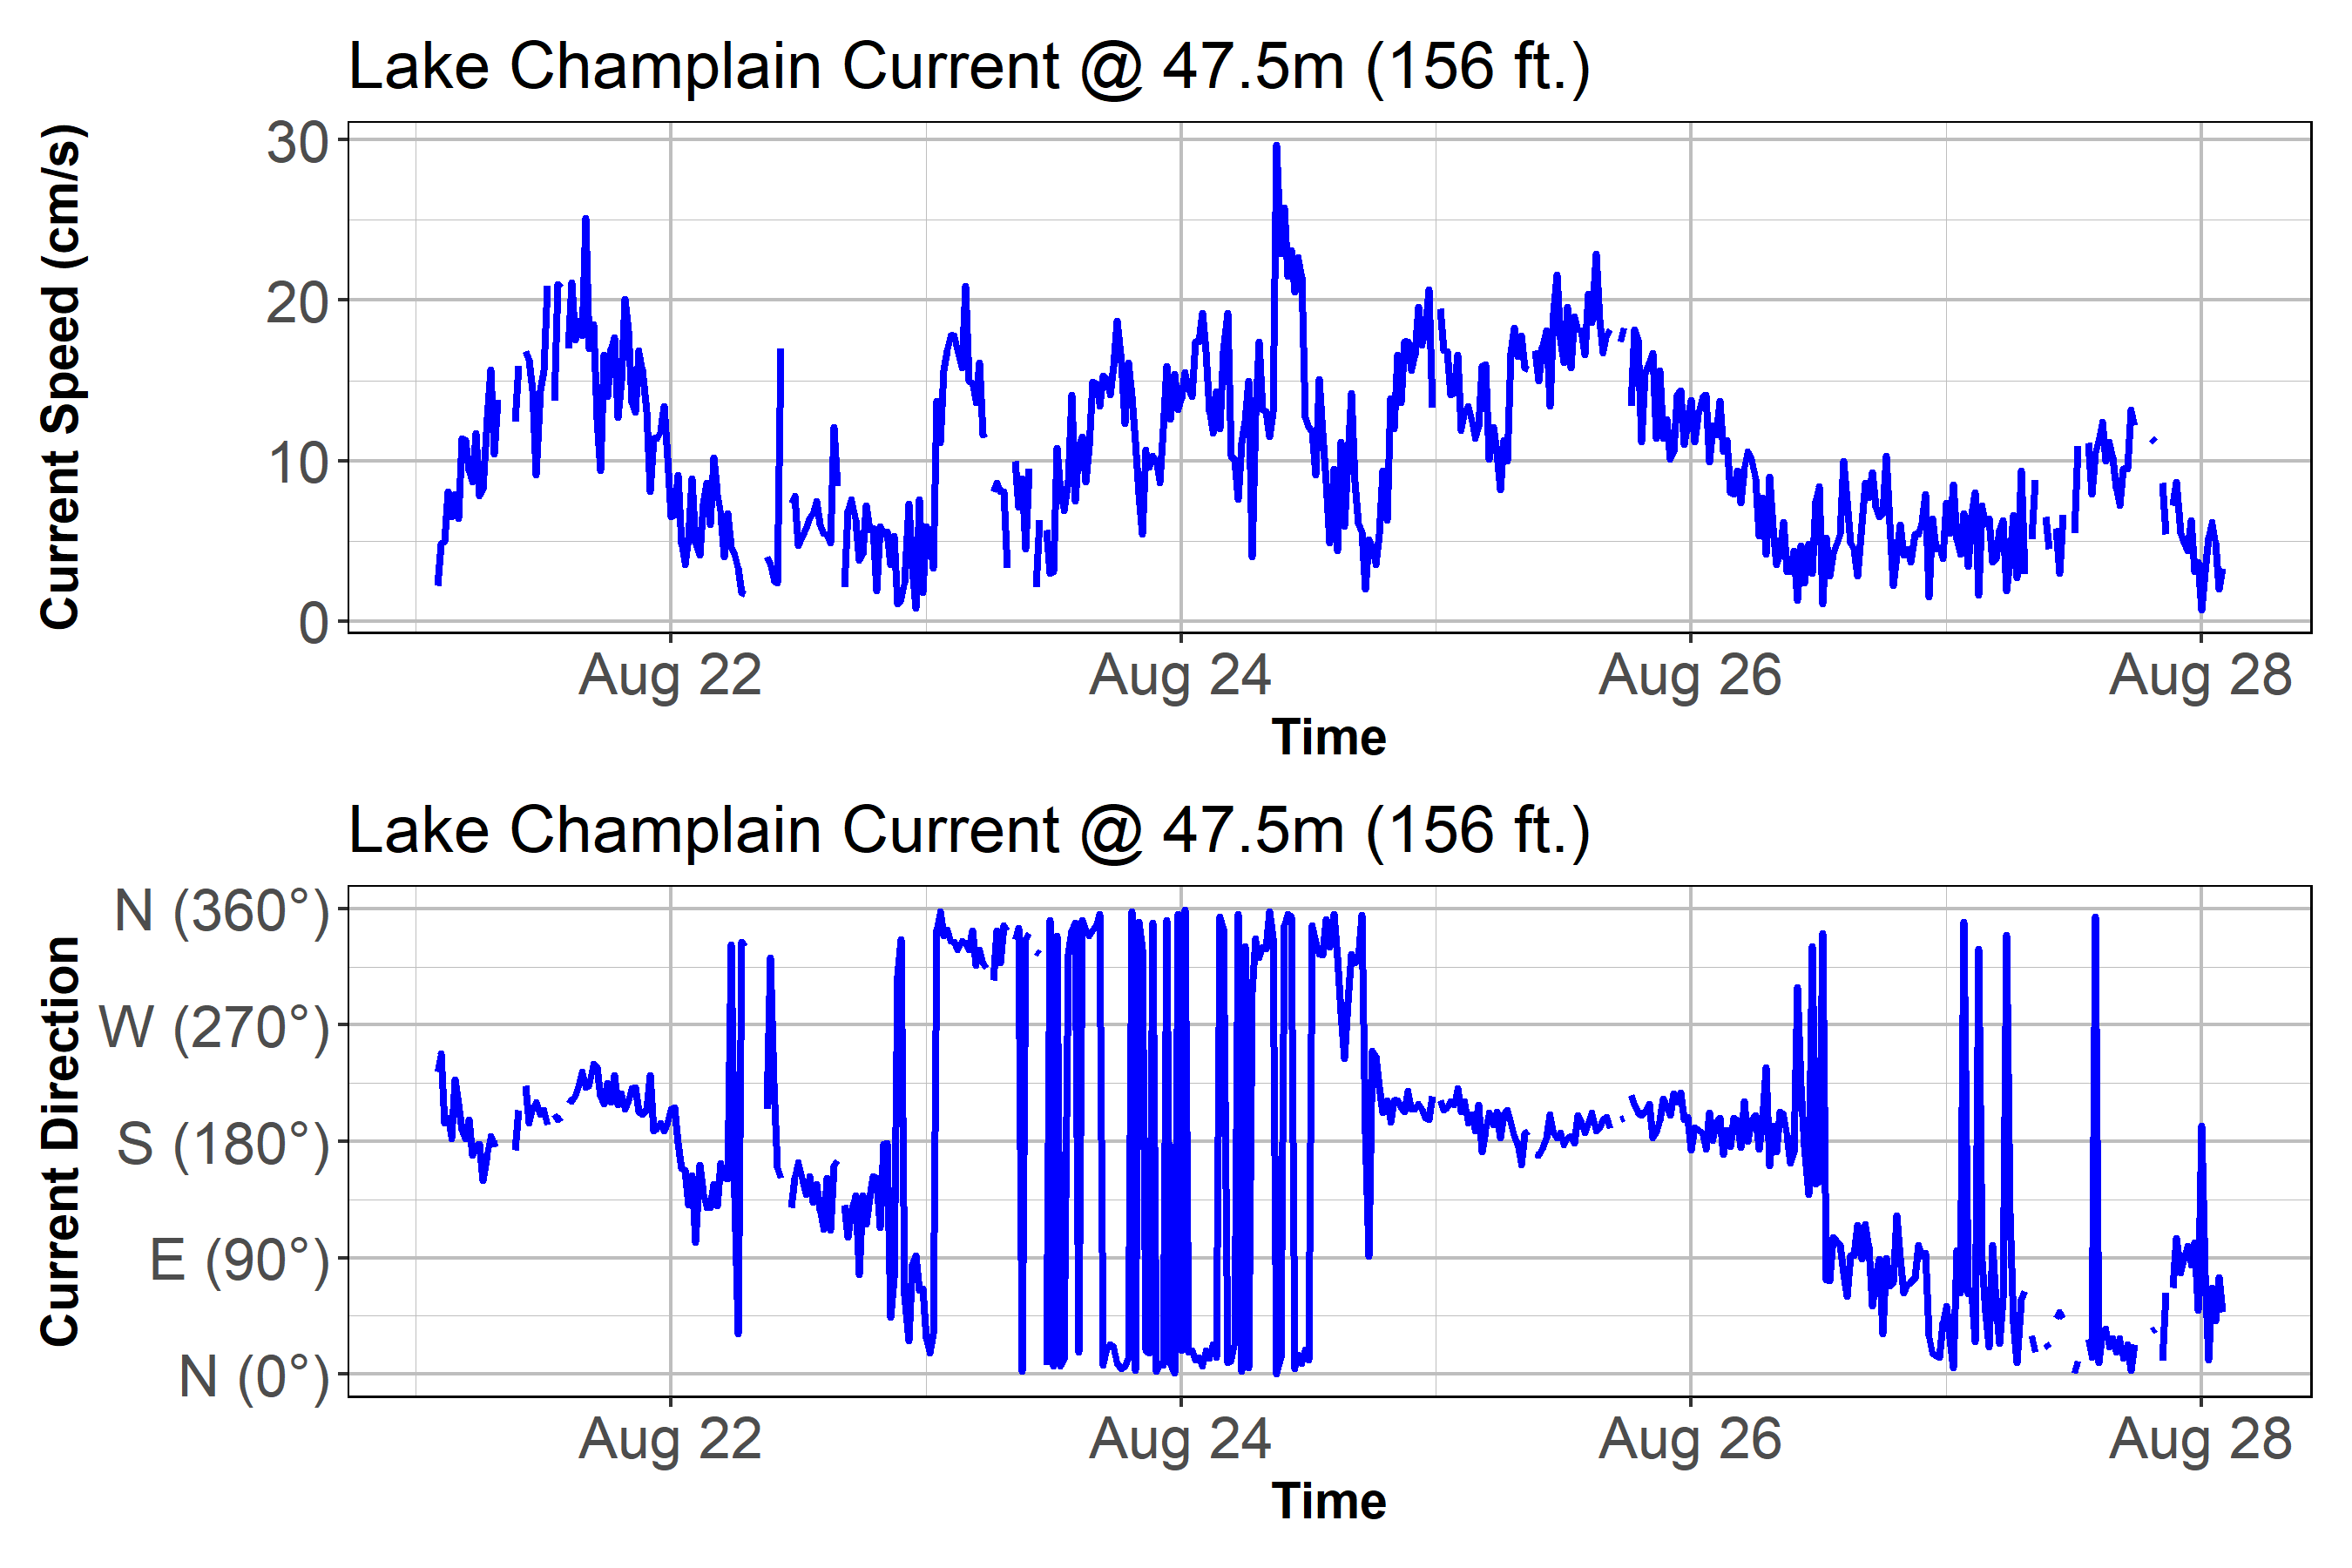 Lake Champlain Current @ 47.5m (156 ft.)
Current Speed (cm/s)
30
20
10
0
Aug 22 Aug 24 Aug 26 Aug 28
Time
Lake Champlain Current @ 47.5m (156 ft.)
Current Direction
N (360°)
W (270°)
S (180°)
E (90°)
N (0°)
Aug 22 Aug 24 Aug 26 Aug 28
Time